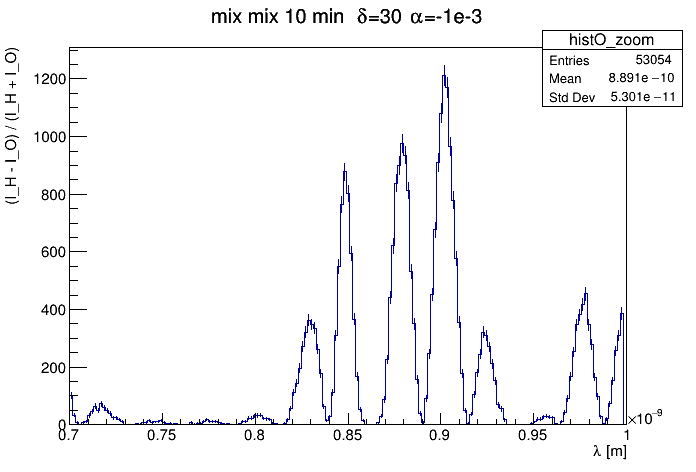 mix mix 10 min δ=30 α=-1e-3
histO_zoom
Entries 53054
Mean 8.891e−10
Std Dev 5.301e−11
(I_H - I_O) / (I_H + I_O)
1200
1000
800
600
400
200
0
0.7 0.75 0.8 0.85 0.9 0.95 1
×10⁻⁹
λ [m]